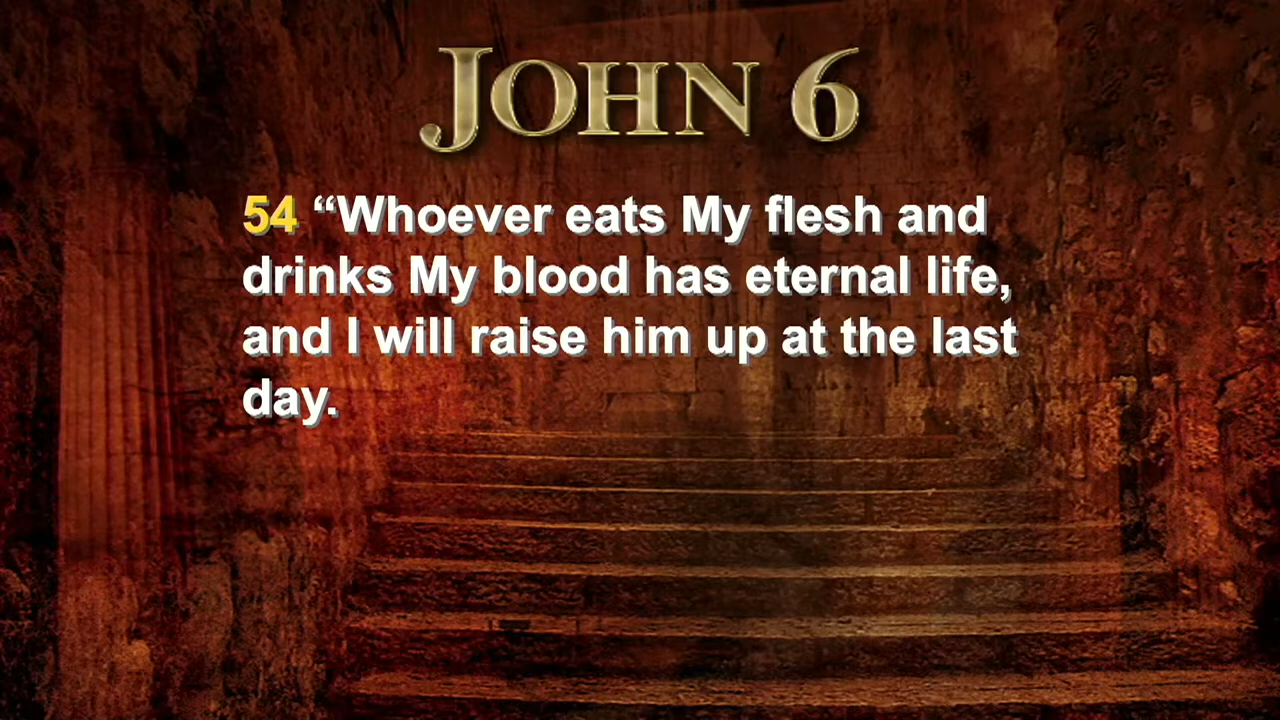 JOHN 6
54 “Whoever eats My flesh and
drinks My blood has eternal life,
and I will raise him up at the last
day.